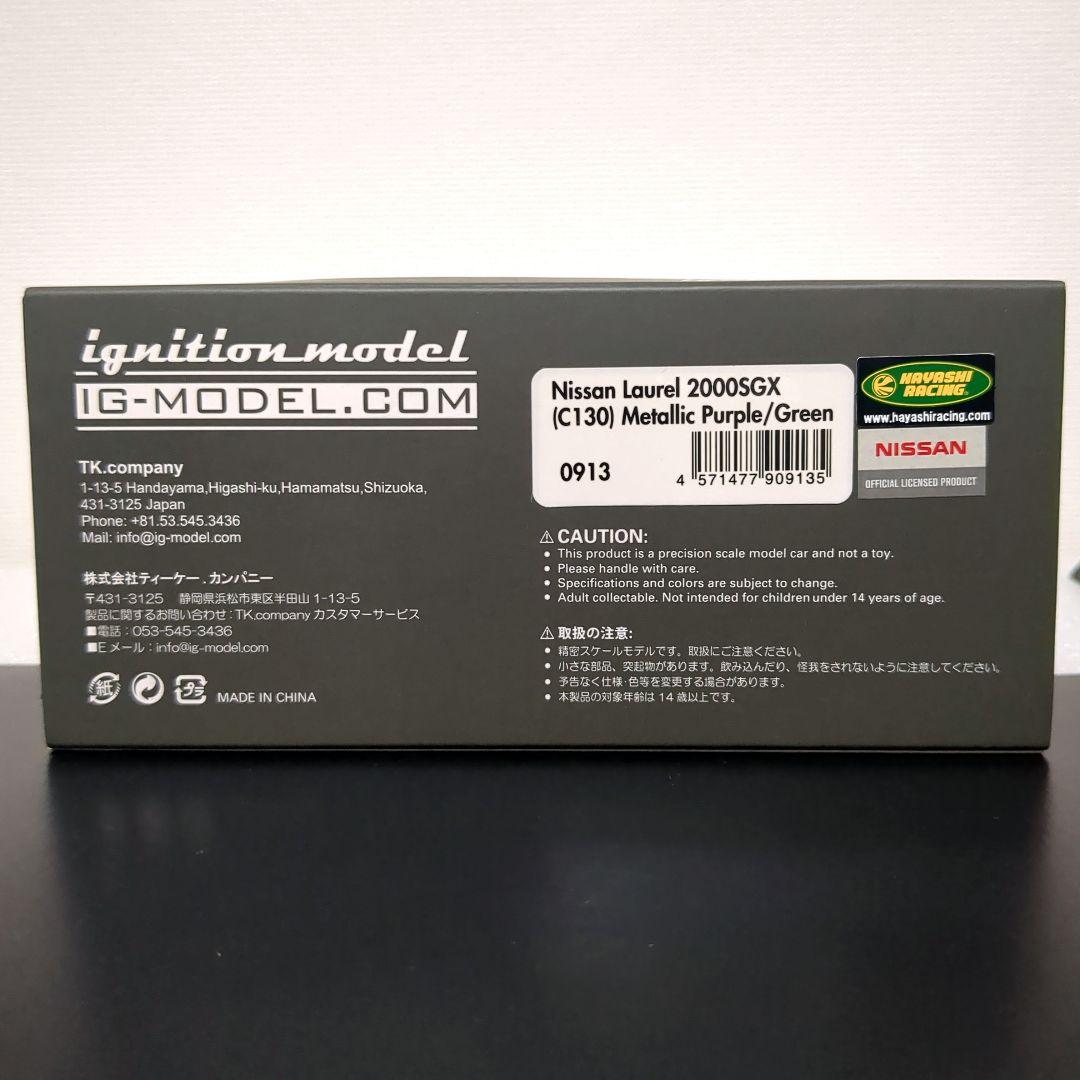 ignition model
IG-MODEL.COM
TK.company
1-13-5 Handayama,Higashi-ku,Hamamatsu,Shizuoka,
431-3125 Japan
Phone: +81.53.545.3436
Mail: info@ig-model.com
株式会社ティーケー.カンパニー
〒431-3125 静岡県浜松市東区半田山1-13-5
製品に関するお問い合わせ:TK.company カスタマーサービス
■電話:053-545-3436
■Eメール:info@ig-model.com
紙
プラ
MADE IN CHINA
Nissan Laurel 2000SGX
(C130) Metallic Purple/Green
0913
4 571477 909135
HAYASHI
RACING
www.hayashiracing.com
NISSAN
OFFICIAL LICENSED PRODUCT
⚠ CAUTION:
• This product is a precision scale model car and not a toy.
• Please handle with care.
• Specifications and colors are subject to change.
• Adult collectable. Not intended for children under 14 years of age.
⚠ 取扱の注意:
• 精密スケールモデルです。取扱にご注意ください。
• 小さな部品、突起物があります。飲み込んだり、怪我をされないように注意してください。
• 予告なく仕様・色等を変更する場合があります。
• 本製品の対象年齢は14歳以上です。